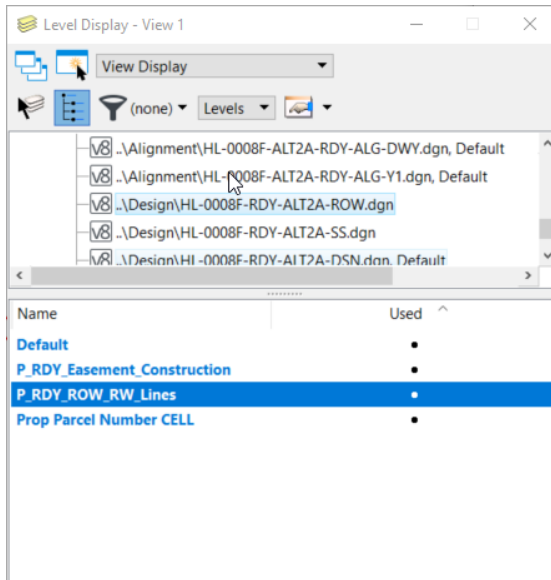 Level Display - View 1
View Display
(none) Levels
V8 ..\Alignment\HL-0008F-ALT2A-RDY-ALG-DWY.dgn, Default
V8 ..\Alignment\HL-0008F-ALT2A-RDY-ALG-Y1.dgn, Default
V8 ..\Design\HL-0008F-RDY-ALT2A-ROW.dgn
V8 ..\Design\HL-0008F-RDY-ALT2A-SS.dgn
V8 ..\Design\HL-0008F-RDY-ALT2A-DSN.dgn, Default
Name Used
Default
P_RDY_Easement_Construction
P_RDY_ROW_RW_Lines
Prop Parcel Number CELL